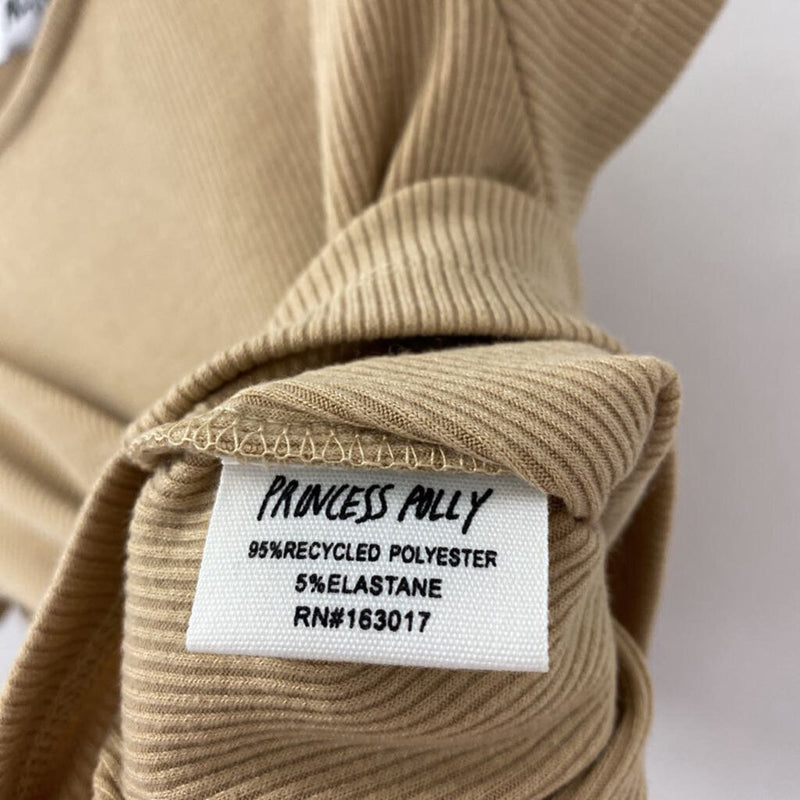 PRINCESS POLLY
95%RECYCLED POLYESTER
5%ELASTANE
RN#163017